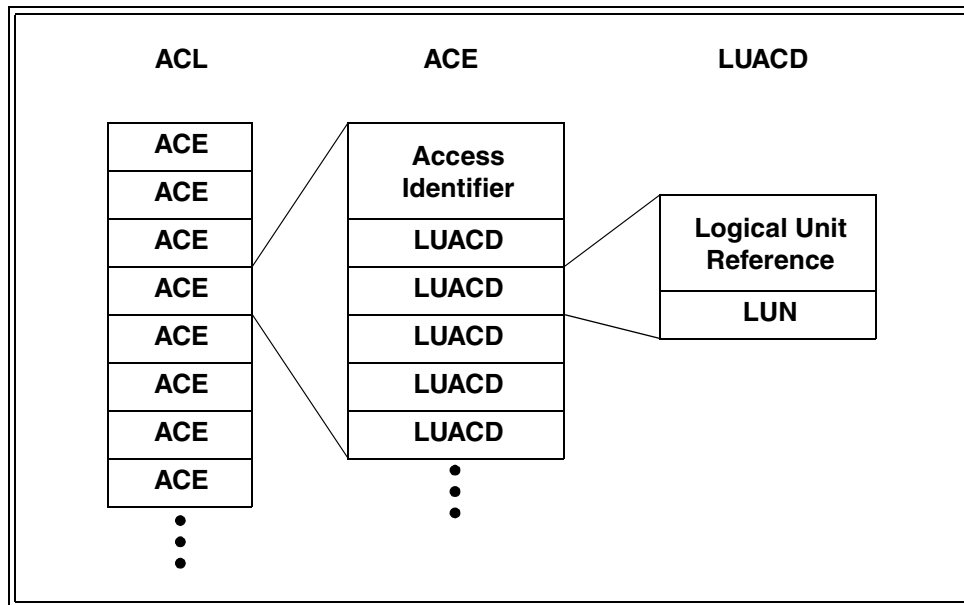 ACL
ACE
LUACD
ACE
ACE
ACE
ACE
ACE
ACE
ACE
ACE
Access
Identifier
LUACD
LUACD
LUACD
LUACD
LUACD
Logical Unit
Reference
LUN